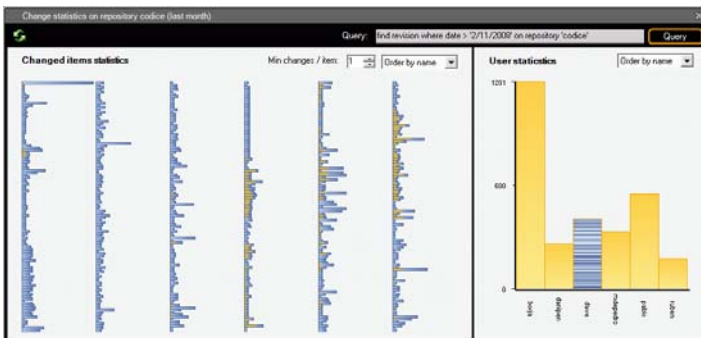 Change statistics on repository codice (last month)
Query: find revision where date > '2/11/2008' on repository 'codice' Query
Changed items statistics Min changes / item: 1 Order by name
User statistics Order by name
1201
600
0
borja
dave
pablo
ruben